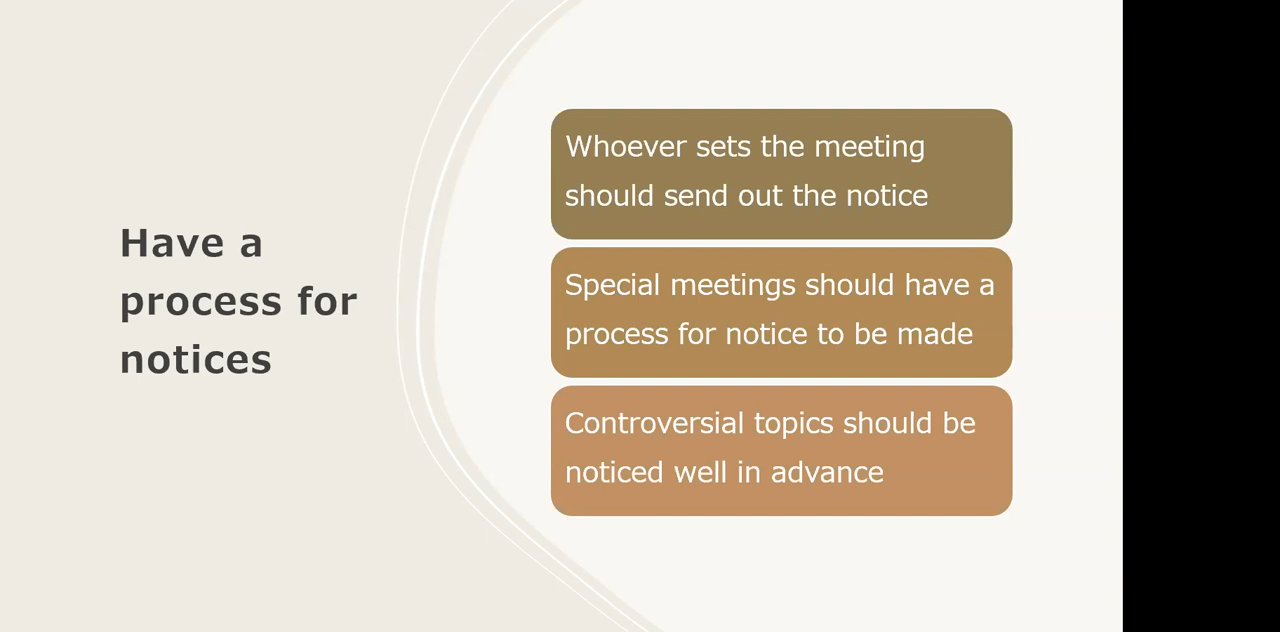 Have a
process for
notices
Whoever sets the meeting
should send out the notice
Special meetings should have a
process for notice to be made
Controversial topics should be
noticed well in advance